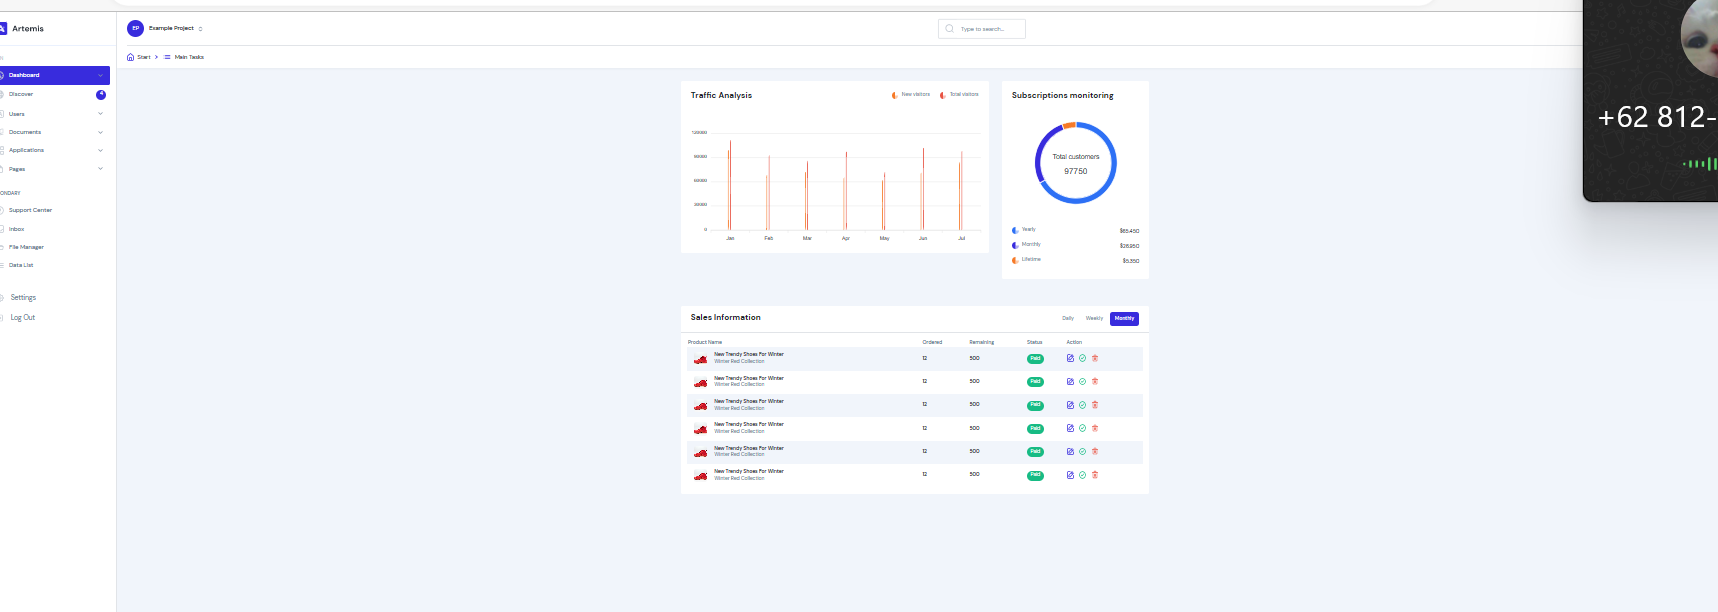 Artemis
EP Example Project
Type to search...
Start Main Tasks
Dashboard
Discover 4
Users
Documents
Applications
Pages
ONDARY
Support Center
Inbox
File Manager
Data List
Settings
Log Out
Traffic Analysis
New visitors Total visitors
120000
90000
60000
30000
0
Jan Feb Mar Apr May Jun Jul
Subscriptions monitoring
Total customers
97750
Yearly $65,450
Monthly $26,950
Lifetime $5,350
Sales Information
Daily Weekly Monthly
Product Name Ordered Remaining Status Action
New Trendy Shoes For Winter
Winter Red Collection
12 500 Paid
New Trendy Shoes For Winter
Winter Red Collection
12 500 Paid
New Trendy Shoes For Winter
Winter Red Collection
12 500 Paid
New Trendy Shoes For Winter
Winter Red Collection
12 500 Paid
New Trendy Shoes For Winter
Winter Red Collection
12 500 Paid
New Trendy Shoes For Winter
Winter Red Collection
12 500 Paid
+62 812-